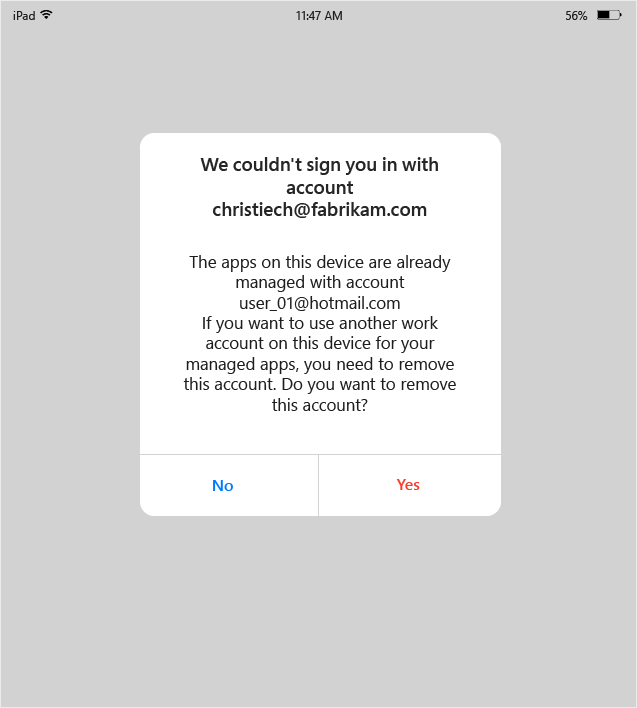 iPad 11:47 AM 56%
We couldn't sign you in with
account
christiech@fabrikam.com
The apps on this device are already
managed with account
user_01@hotmail.com
If you want to use another work
account on this device for your
managed apps, you need to remove
this account. Do you want to remove
this account?
No Yes